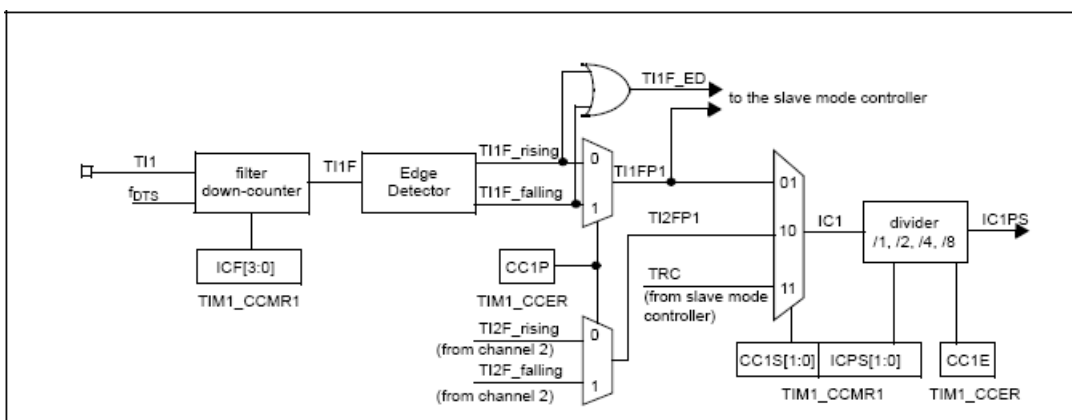 TI1F_ED
to the slave mode controller
TI1
fDTS
filter
down-counter
TI1F
Edge
Detector
TI1F_rising
TI1F_falling
0
1
TI1FP1
TI2FP1
01
10
11
IC1
divider
/1, /2, /4, /8
IC1PS
ICF[3:0]
TIM1_CCMR1
CC1P
TIM1_CCER
TRC
(from slave mode
controller)
TI2F_rising
(from channel 2)
TI2F_falling
(from channel 2)
0
1
CC1S[1:0]
ICPS[1:0]
TIM1_CCMR1
CC1E
TIM1_CCER